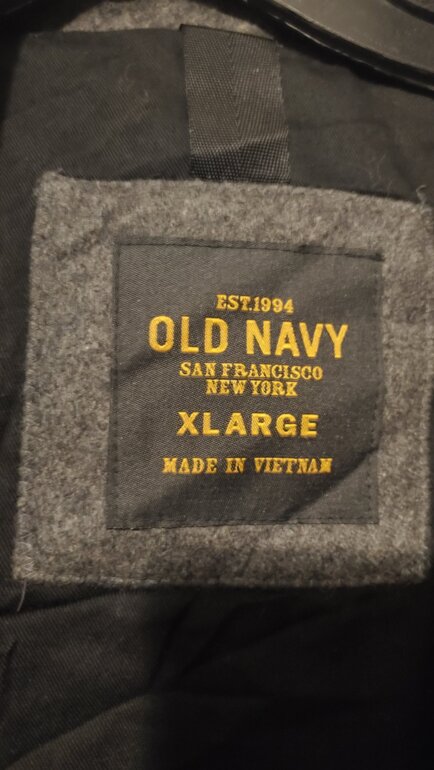 EST.1994
OLD NAVY
SAN FRANCISCO
NEW YORK
XLARGE
MADE IN VIETNAM